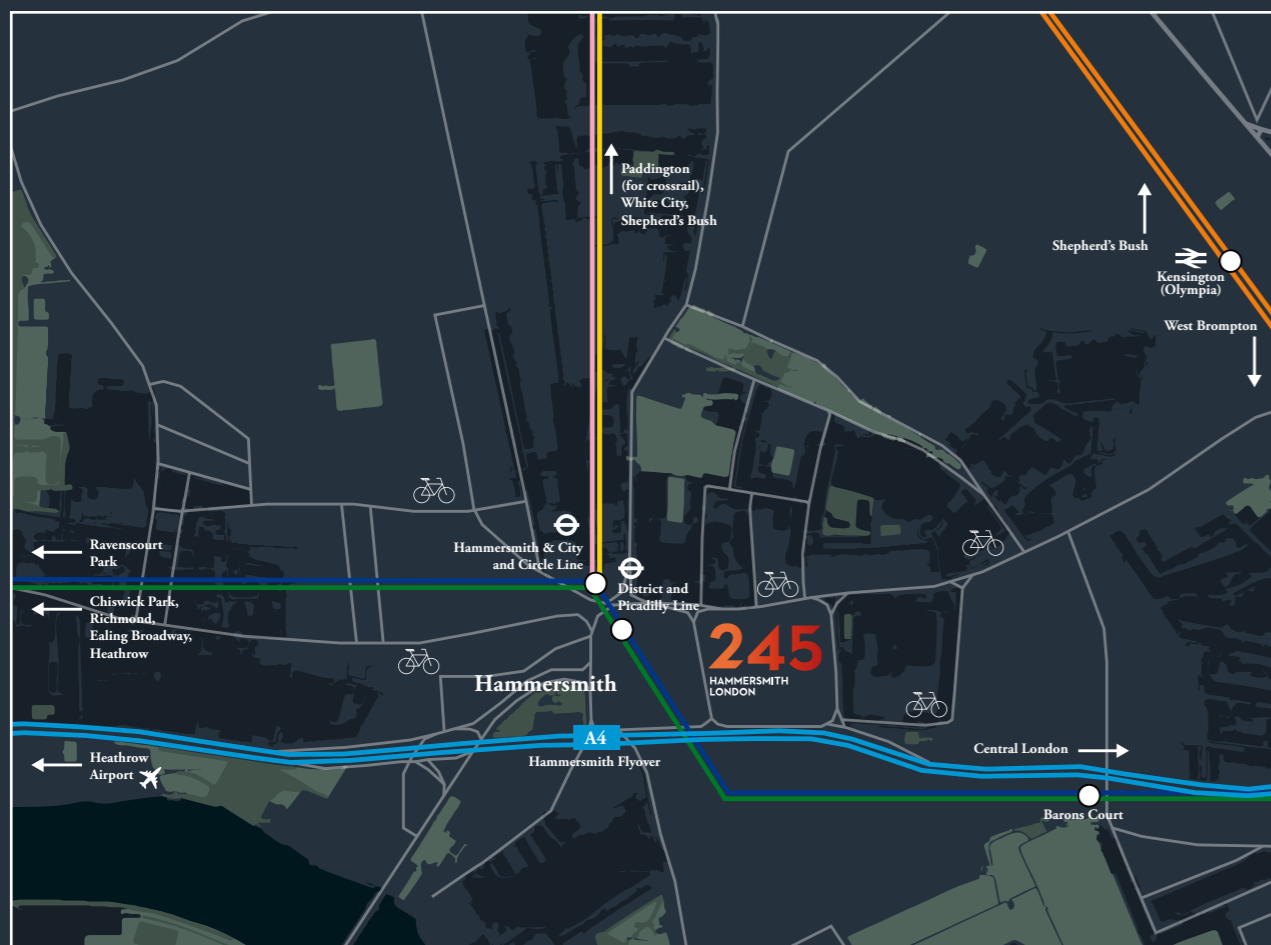 Paddington
(for crossrail),
White City,
Shepherd's Bush
Shepherd's Bush
Kensington
(Olympia)
West Brompton
Hammersmith & City
and Circle Line
Ravenscourt
Park
District and
Picadilly Line
Chiswick Park,
Richmond,
Ealing Broadway,
Heathrow
245
HAMMERSMITH
LONDON
Hammersmith
A4
Hammersmith Flyover
Central London
Heathrow
Airport
Barons Court